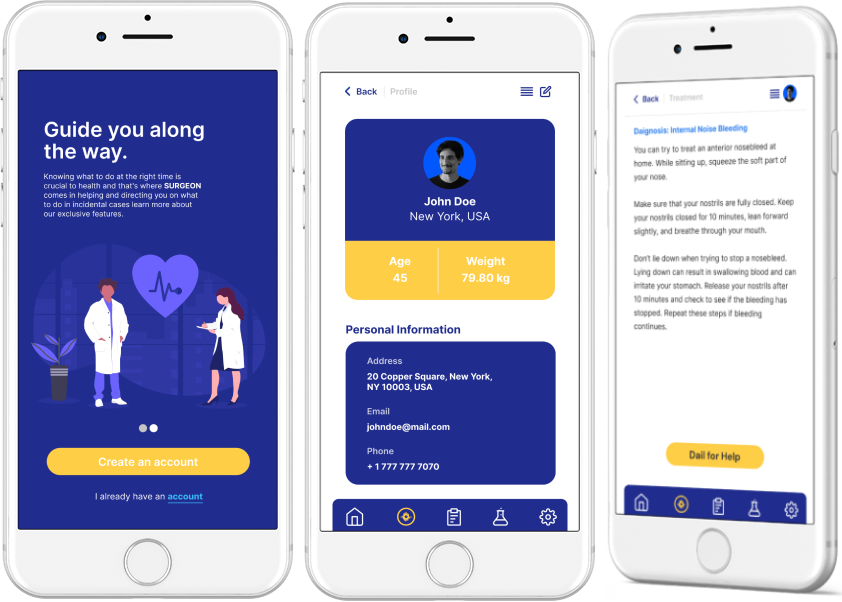 Guide you along
the way.
Knowing what to do at the right time is
crucial to health and that's where SURGEON
comes in helping and directing you on what
to do in incidental cases learn more about
our exclusive features.
Create an account
I already have an account
Back | Profile
John Doe
New York, USA
Age
45
Weight
79.80 kg
Personal Information
Address
20 Copper Square, New York,
NY 10003, USA
Email
johndoe@mail.com
Phone
+ 1 777 777 7070
Back | Treatment
Daignosis: Internal Noise Bleeding
You can try to treat an anterior nosebleed at
home. While sitting up, squeeze the soft part of
your nose.
Make sure that your nostrils are fully closed. Keep
your nostrils closed for 10 minutes, lean forward
slightly, and breathe through your mouth.
Don't lie down when trying to stop a nosebleed.
Lying down can result in swallowing blood and can
irritate your stomach. Release your nostrils after
10 minutes and check to see if the bleeding has
stopped. Repeat these steps if bleeding
continues.
Dail for Help